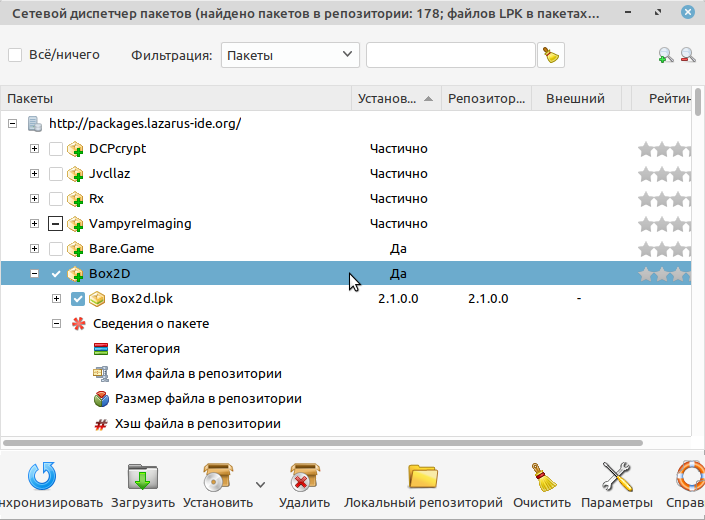 Сетевой диспетчер пакетов (найдено пакетов в репозитории: 178; файлов LPK в пакетах...
Всё/ничего Фильтрация: Пакеты
Пакеты Установ... Репозитор... Внешний Рейтин
http://packages.lazarus-ide.org/
DCPcrypt Частично
Jvcllaz Частично
Rx Частично
VampyreImaging Частично
Bare.Game Да
Box2D Да
Box2d.lpk 2.1.0.0 2.1.0.0 -
Сведения о пакете
Категория
Имя файла в репозитории
Размер файла в репозитории
Хэш файла в репозитории
нхронизировать Загрузить Установить Удалить Локальный репозиторий Очистить Параметры Справ